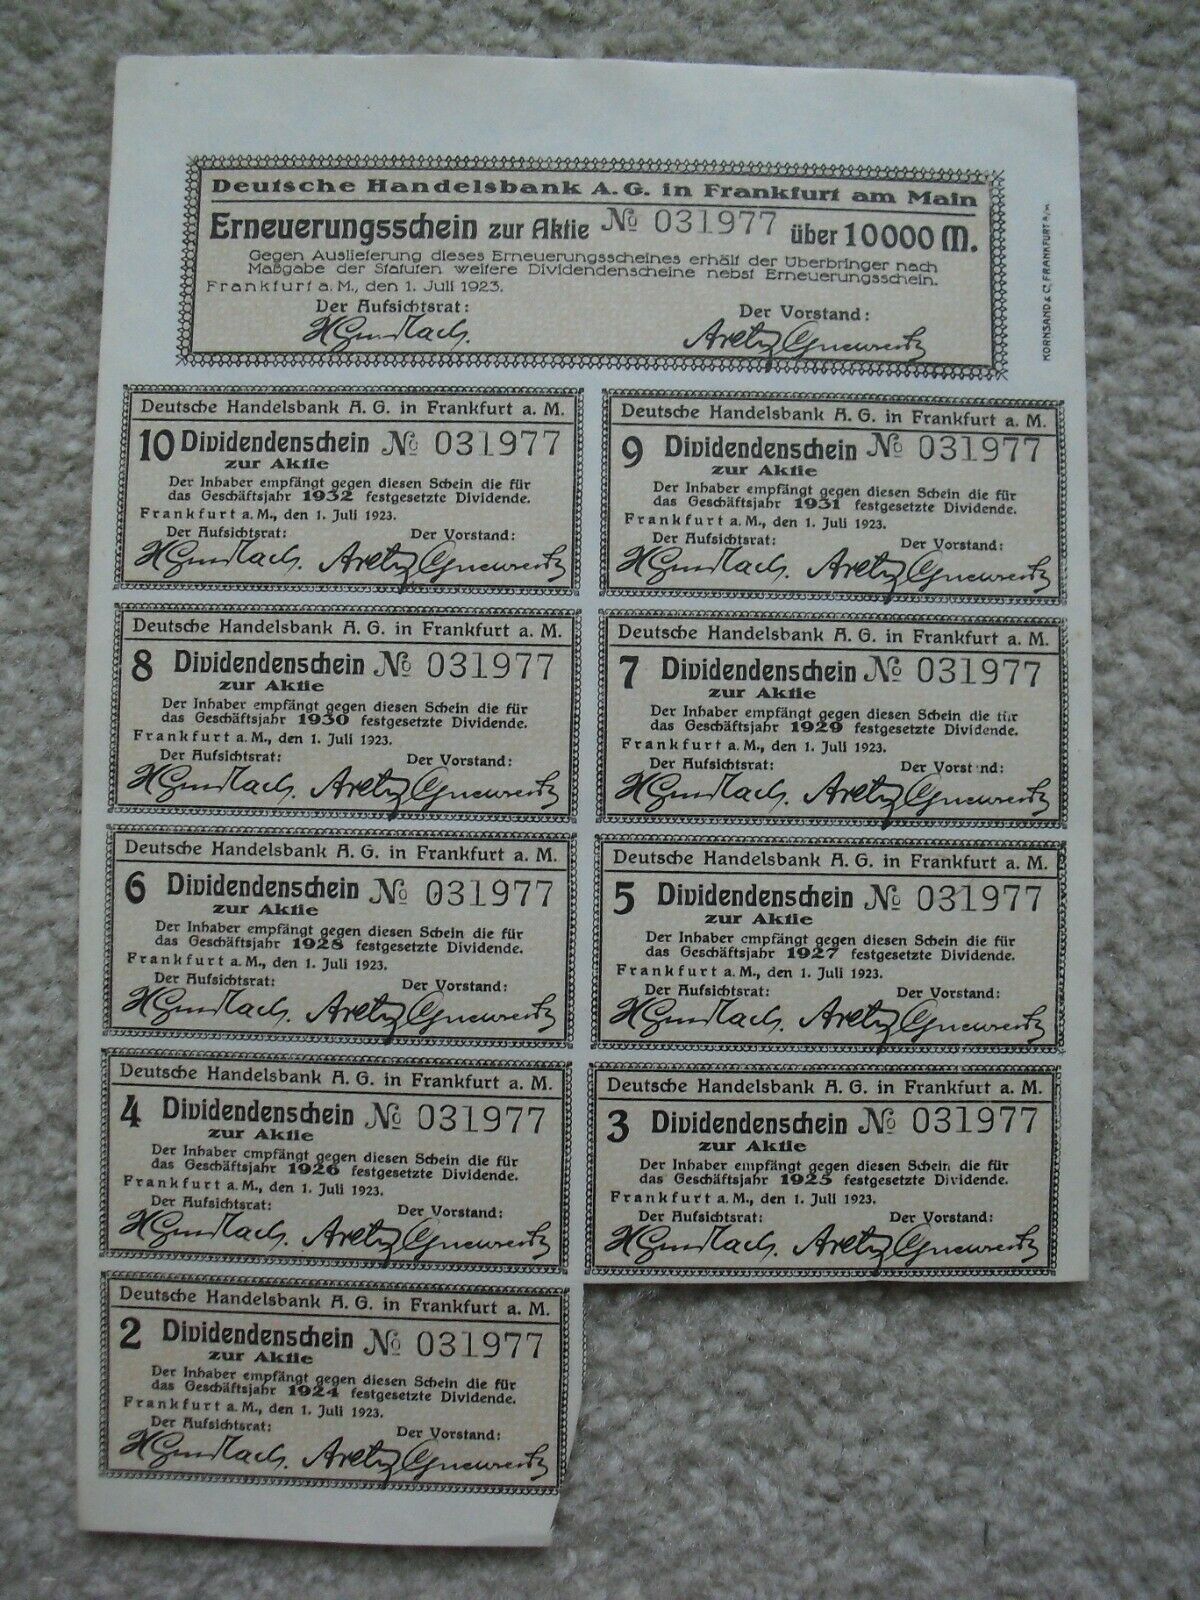 Deutsche Handelsbank A. G. in Frankfurt am Main
Erneuerungsschein zur Aktie № 031977 über 10000 M.
Gegen Auslieferung dieses Erneuerungsscheines erhält der Überbringer nach
Maßgabe der Statuten weitere Dividendenscheine nebst Erneuerungsschein.
Frankfurt a. M., den 1. Juli 1923.
Der Aufsichtsrat: Der Vorstand:
KORNSAND & Co, FRANKFURT A/M
Deutsche Handelsbank A. G. in Frankfurt a. M.
10 Dividendenschein № 031977
zur Aktie
Der Inhaber empfängt gegen diesen Schein die für
das Geschäftsjahr 1932 festgesetzte Dividende.
Frankfurt a. M., den 1. Juli 1923.
Der Aufsichtsrat: Der Vorstand:
Deutsche Handelsbank A. G. in Frankfurt a. M.
9 Dividendenschein № 031977
zur Aktie
Der Inhaber empfängt gegen diesen Schein die für
das Geschäftsjahr 1931 festgesetzte Dividende.
Frankfurt a. M., den 1. Juli 1923.
Der Aufsichtsrat: Der Vorstand:
Deutsche Handelsbank A. G. in Frankfurt a. M.
8 Dividendenschein № 031977
zur Aktie
Der Inhaber empfängt gegen diesen Schein die für
das Geschäftsjahr 1930 festgesetzte Dividende.
Frankfurt a. M., den 1. Juli 1923.
Der Aufsichtsrat: Der Vorstand:
Deutsche Handelsbank A. G. in Frankfurt a. M.
7 Dividendenschein № 031977
zur Aktie
Der Inhaber empfängt gegen diesen Schein die für
das Geschäftsjahr 1929 festgesetzte Dividende.
Frankfurt a. M., den 1. Juli 1923.
Der Aufsichtsrat: Der Vorstand:
Deutsche Handelsbank A. G. in Frankfurt a. M.
6 Dividendenschein № 031977
zur Aktie
Der Inhaber empfängt gegen diesen Schein die für
das Geschäftsjahr 1928 festgesetzte Dividende.
Frankfurt a. M., den 1. Juli 1923.
Der Aufsichtsrat: Der Vorstand:
Deutsche Handelsbank A. G. in Frankfurt a. M.
5 Dividendenschein № 031977
zur Aktie
Der Inhaber empfängt gegen diesen Schein die für
das Geschäftsjahr 1927 festgesetzte Dividende.
Frankfurt a. M., den 1. Juli 1923.
Der Aufsichtsrat: Der Vorstand:
Deutsche Handelsbank A. G. in Frankfurt a. M.
4 Dividendenschein № 031977
zur Aktie
Der Inhaber empfängt gegen diesen Schein die für
das Geschäftsjahr 1926 festgesetzte Dividende.
Frankfurt a. M., den 1. Juli 1923.
Der Aufsichtsrat: Der Vorstand:
Deutsche Handelsbank A. G. in Frankfurt a. M.
3 Dividendenschein № 031977
zur Aktie
Der Inhaber empfängt gegen diesen Schein die für
das Geschäftsjahr 1925 festgesetzte Dividende.
Frankfurt a. M., den 1. Juli 1923.
Der Aufsichtsrat: Der Vorstand:
Deutsche Handelsbank A. G. in Frankfurt a. M.
2 Dividendenschein № 031977
zur Aktie
Der Inhaber empfängt gegen diesen Schein die für
das Geschäftsjahr 1924 festgesetzte Dividende.
Frankfurt a. M., den 1. Juli 1923.
Der Aufsichtsrat: Der Vorstand: